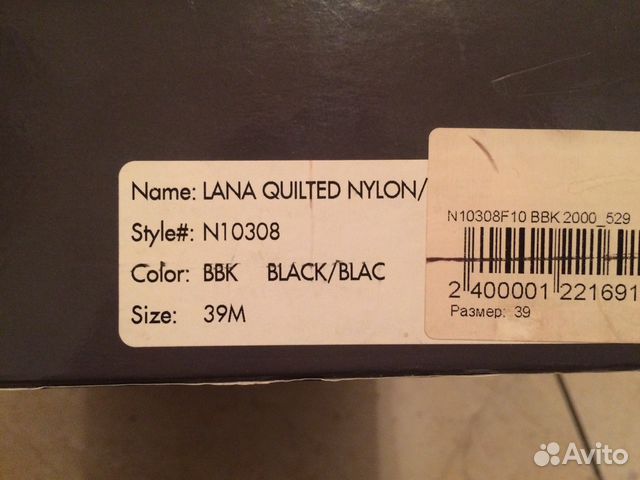 Name: LANA QUILTED NYLON/
Style#: N10308
Color: BBK BLACK/BLAC
Size: 39M
N10308F10 BBK 2000_529
2 400001 221691
Размер: 39
Avito